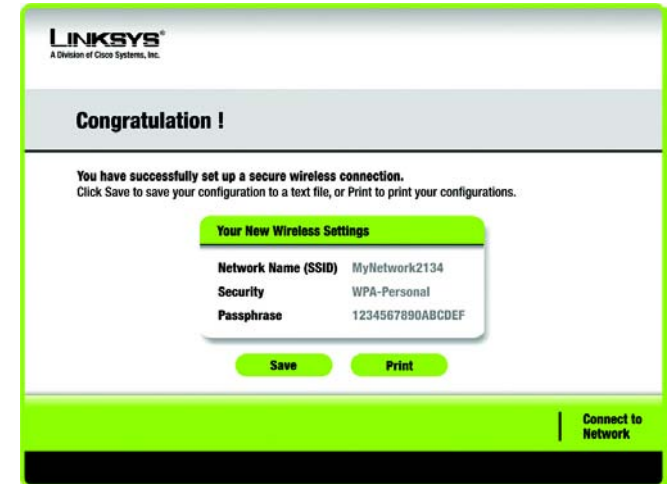 LINKSYS®
A Division of Cisco Systems, Inc.
Congratulation !
You have successfully set up a secure wireless connection.
Click Save to save your configuration to a text file, or Print to print your configurations.
Your New Wireless Settings
Network Name (SSID) MyNetwork2134
Security WPA-Personal
Passphrase 1234567890ABCDEF
Save Print
Connect to
Network